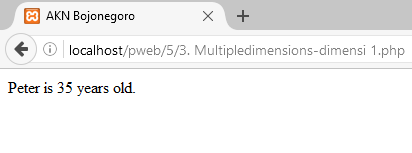 AKN Bojonegoro
localhost/pweb/5/3. Multipledimensions-dimensi 1.php
Peter is 35 years old.